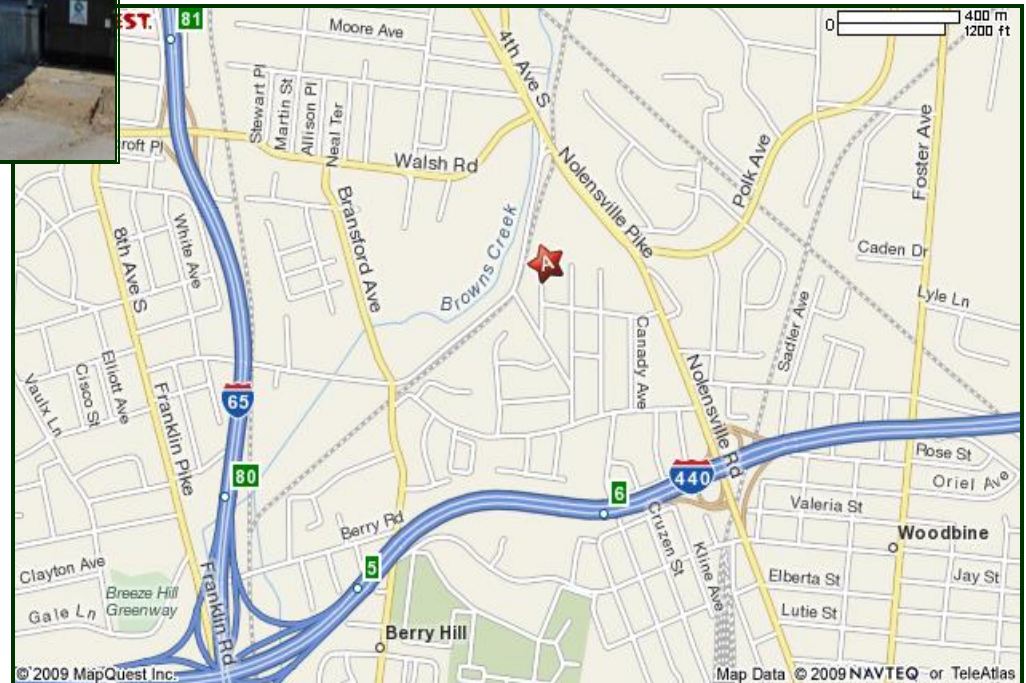 EST.
81
0
400 m
1200 ft
Moore Ave
4th Ave S
Stewart Pl
Martin St
Allison Pl
Neal Ter
roft Pl
Walsh Rd
Nolensville Pike
Polk Ave
Foster Ave
Bransford Ave
White Ave
8th Ave S
Browns Creek
A
Caden Dr
Lyle Ln
Sadler Ave
Canady Ave
Nolensville Rd
Elliott Ave
Cisco St
Vaulx Ln
Franklin Pike
65
80
440
6
Rose St
Oriel Ave
Valeria St
Cruzen St
Kline Ave
Woodbine
Berry Rd
5
Clayton Ave
Franklin Rd
Breeze Hill
Greenway
Gale Ln
Elberta St
Jay St
Lutie St
Berry Hill
© 2009 MapQuest Inc.
Map Data © 2009 NAVTEQ or TeleAtlas